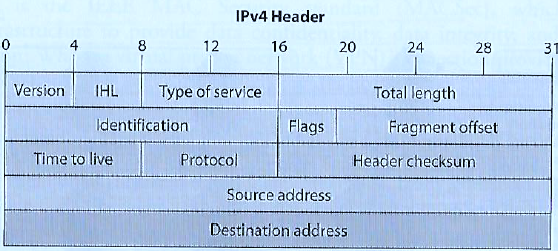 IPv4 Header
0 4 8 12 16 20 24 28 31
Version IHL Type of service Total length
Identification Flags Fragment offset
Time to live Protocol Header checksum
Source address
Destination address